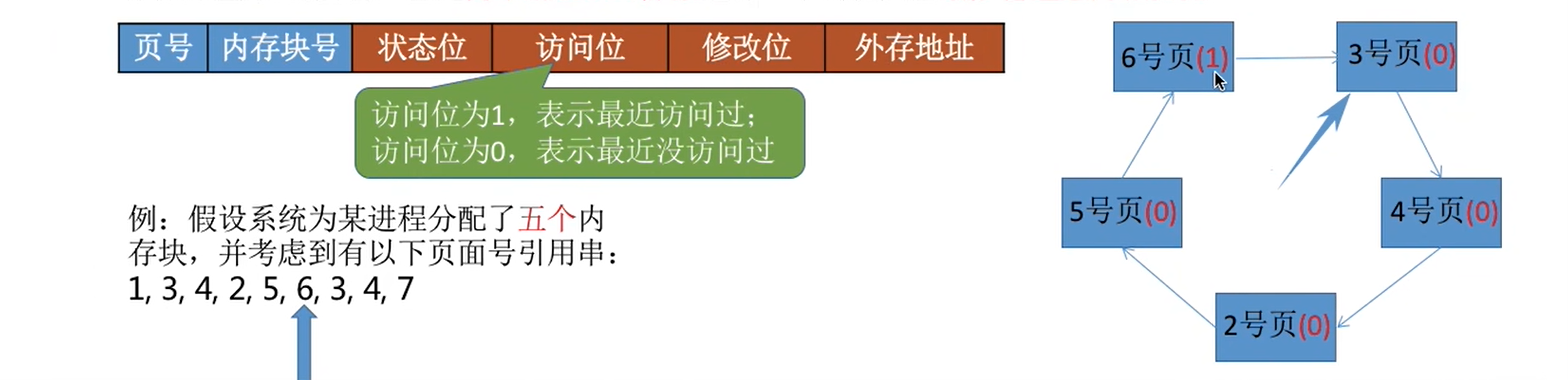 页号 内存块号 状态位 访问位 修改位 外存地址
访问位为1，表示最近访问过；
访问位为0，表示最近没访问过
例：假设系统为某进程分配了五个内
存块，并考虑到有以下页面号引用串：
1, 3, 4, 2, 5, 6, 3, 4, 7
6号页(1)
3号页(0)
5号页(0)
4号页(0)
2号页(0)